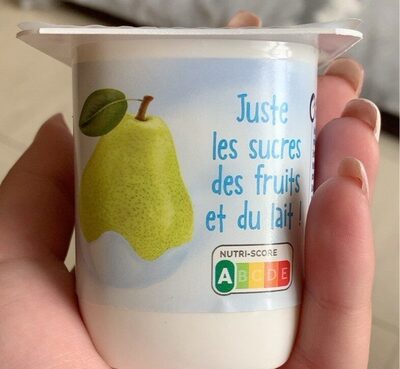 Juste
les sucres
des fruits
et du lait !
NUTRI-SCORE
A B C D E